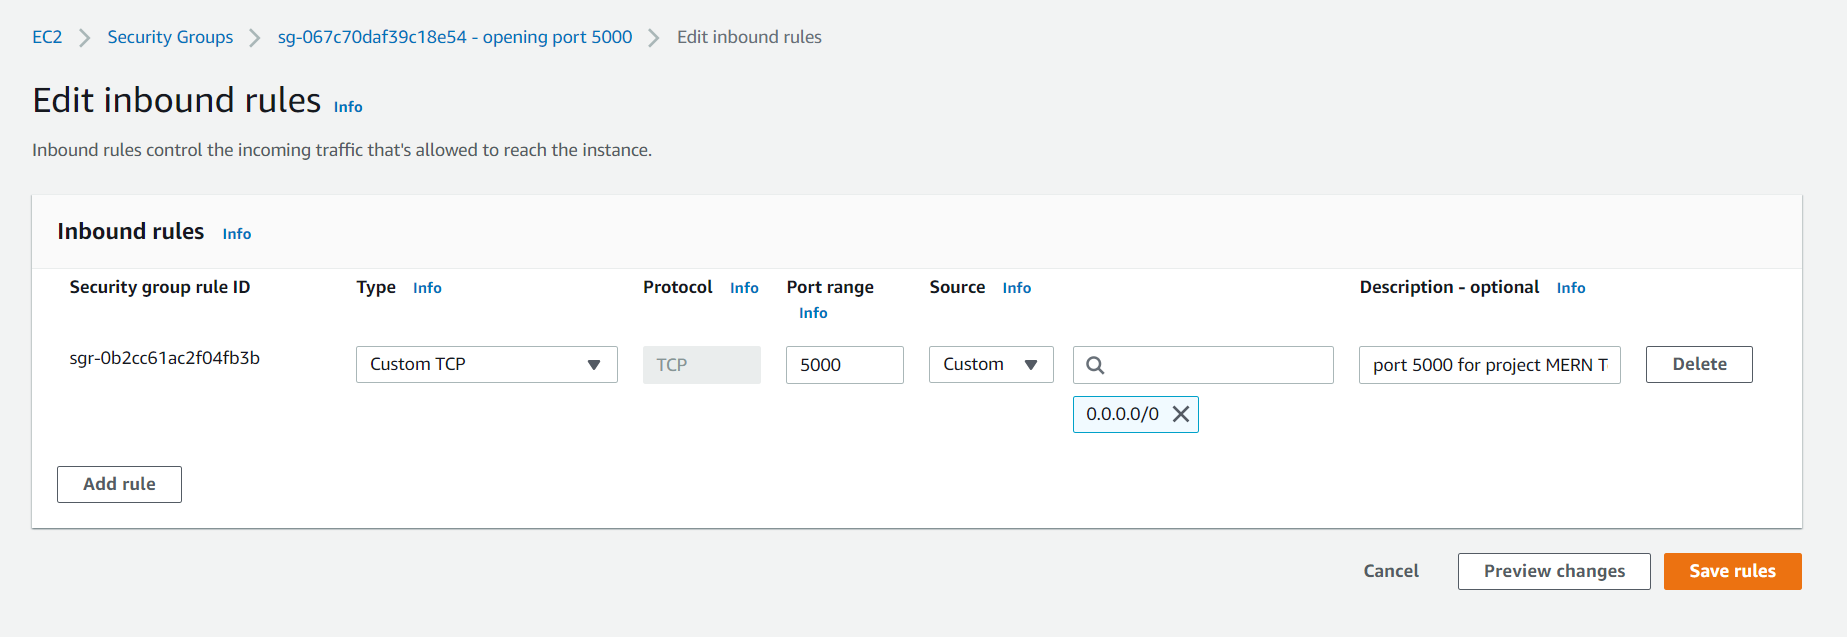 EC2 > Security Groups > sg-067c70daf39c18e54 - opening port 5000 > Edit inbound rules
Edit inbound rules Info
Inbound rules control the incoming traffic that's allowed to reach the instance.
Inbound rules Info
Security group rule ID Type Info Protocol Info Port range Info Source Info Description - optional Info
sgr-0b2cc61ac2f04fb3b Custom TCP TCP 5000 Custom port 5000 for project MERN T Delete
0.0.0.0/0
Add rule
Cancel Preview changes Save rules